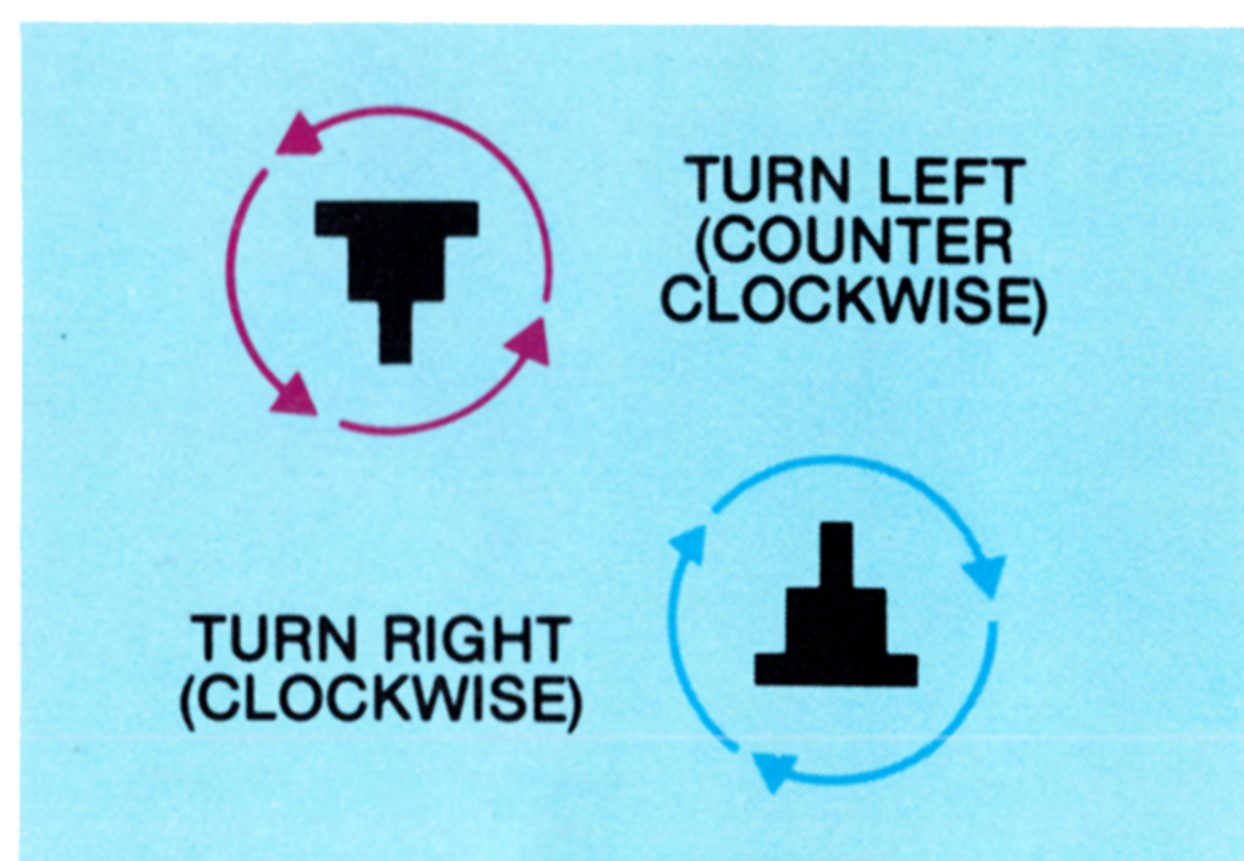 TURN LEFT
(COUNTER
CLOCKWISE)
TURN RIGHT
(CLOCKWISE)